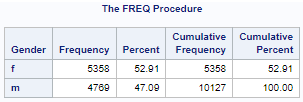 The FREQ Procedure
Cumulative Cumulative
Gender Frequency Percent Frequency Percent
f 5358 52.91 5358 52.91
m 4769 47.09 10127 100.00